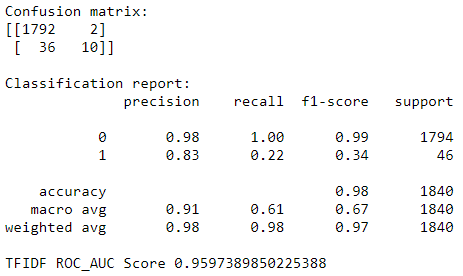 Confusion matrix:
[[1792    2]
 [  36   10]]
Classification report:
              precision    recall  f1-score   support
           0       0.98      1.00      0.99      1794
           1       0.83      0.22      0.34        46
    accuracy                           0.98      1840
   macro avg       0.91      0.61      0.67      1840
weighted avg       0.98      0.98      0.97      1840
TFIDF ROC_AUC Score 0.9597389850225388